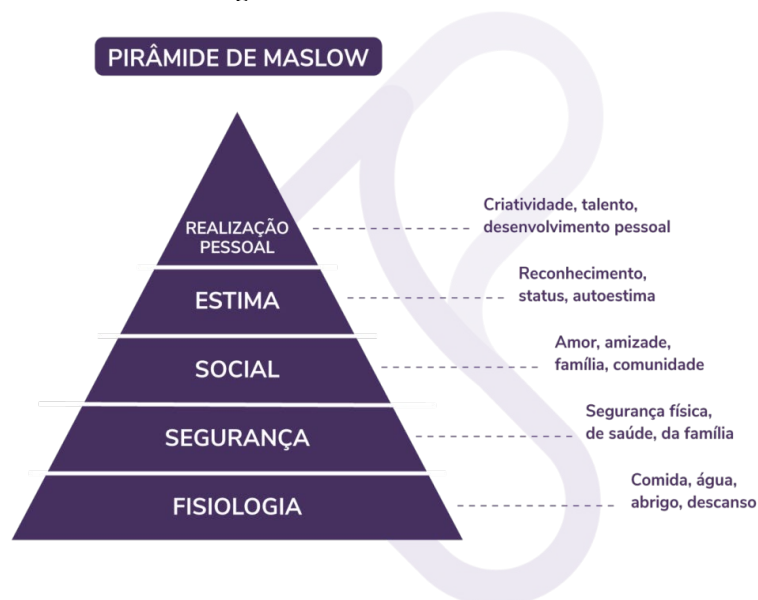 PIRÂMIDE DE MASLOW
REALIZAÇÃO
PESSOAL
Criatividade, talento,
desenvolvimento pessoal
ESTIMA
Reconhecimento,
status, autoestima
SOCIAL
Amor, amizade,
família, comunidade
SEGURANÇA
Segurança física,
de saúde, da família
FISIOLOGIA
Comida, água,
abrigo, descanso